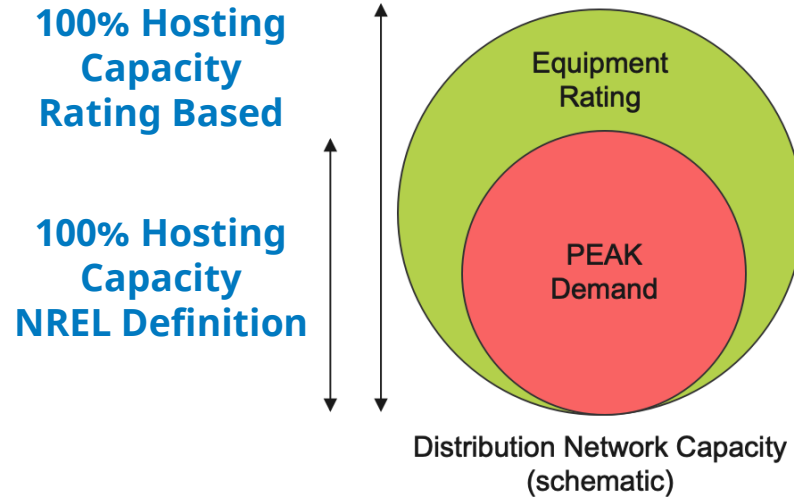 100% Hosting
Capacity
Rating Based
100% Hosting
Capacity
NREL Definition
Equipment
Rating
PEAK
Demand
Distribution Network Capacity
(schematic)